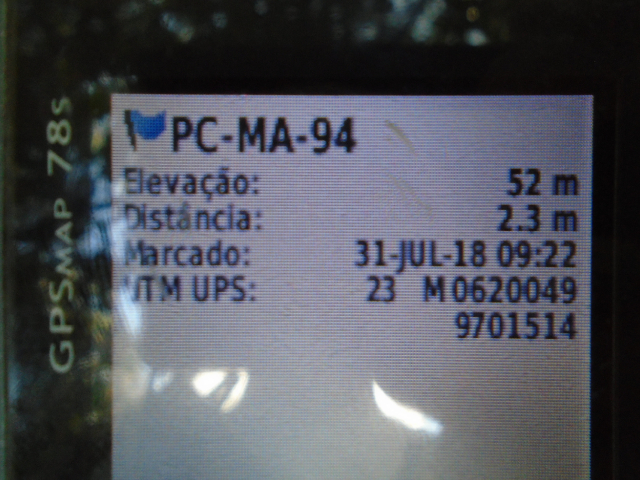 GPSMAP 78s
PC-MA-94
Elevação: 52 m
Distância: 2.3 m
Marcado: 31-JUL-18 09:22
UTM UPS: 23 M 0620049
9701514